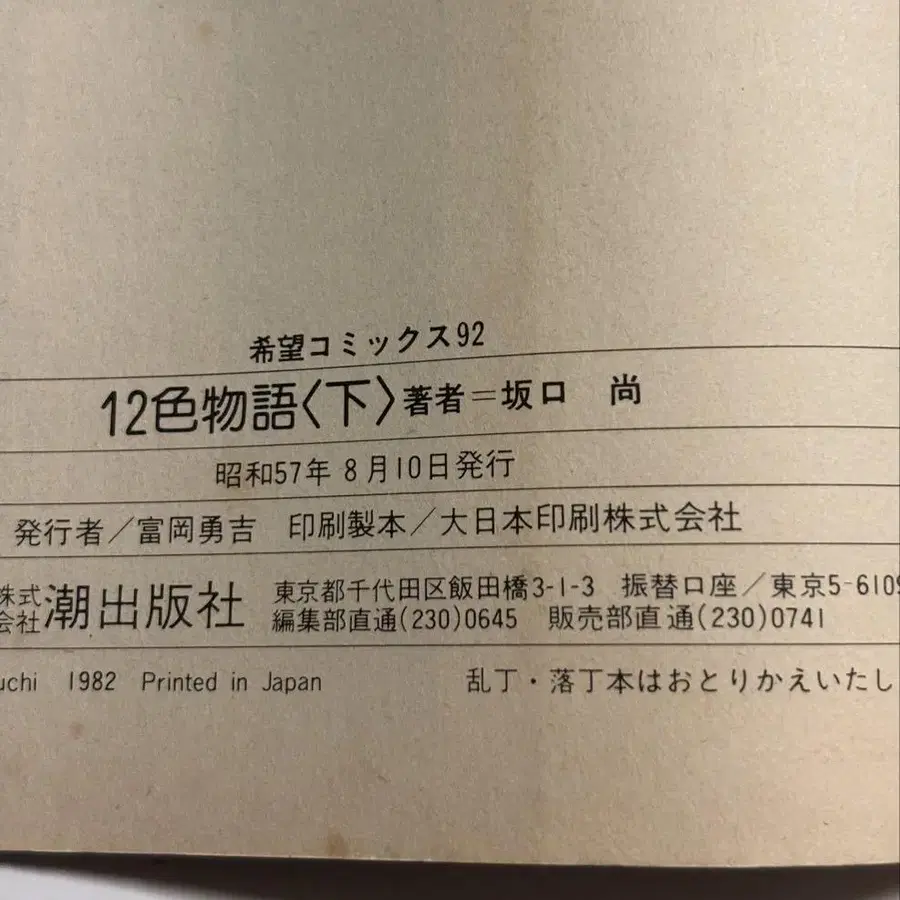 希望コミックス92
12色物語〈下〉著者=坂口 尚
昭和57年 8月10日発行
発行者/富岡勇吉 印刷製本/大日本印刷株式会社
株式会社潮出版社 東京都千代田区飯田橋3-1-3 振替口座/東京5-6109
編集部直通(230)0645 販売部直通(230)0741
uchi 1982 Printed in Japan 乱丁・落丁本はおとりかえいたし